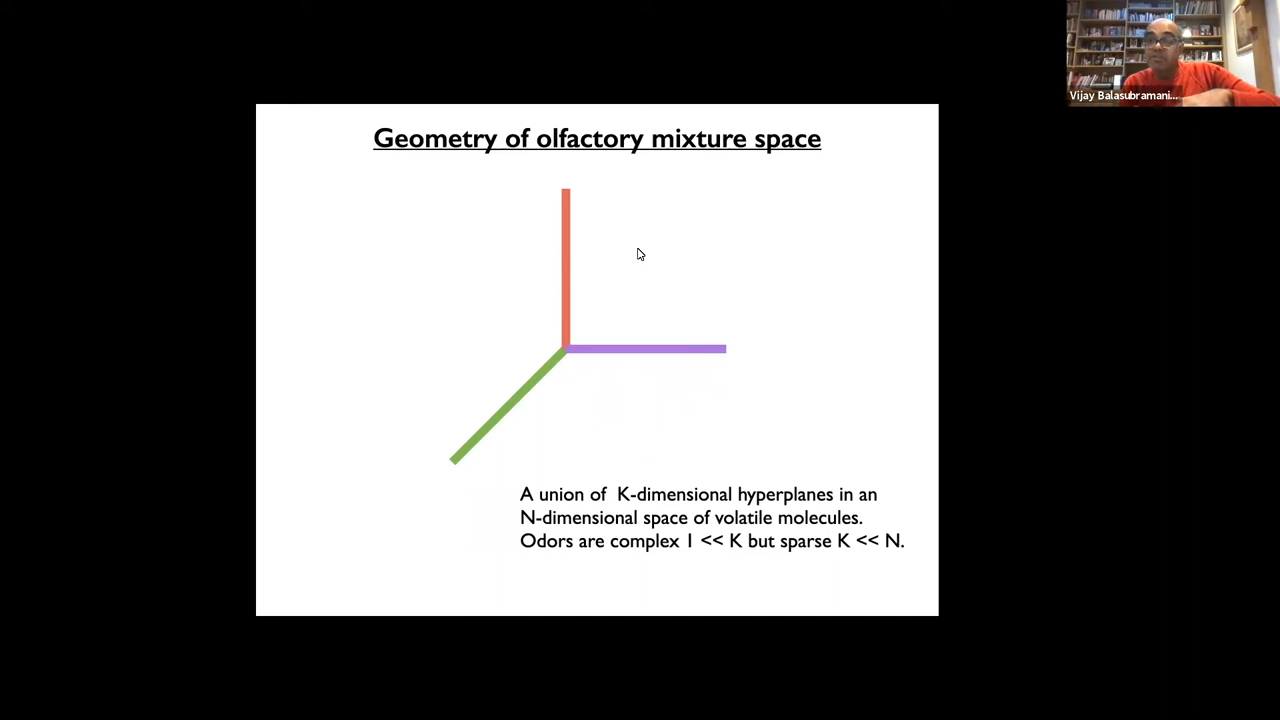 Vijay Balasubramani...
Geometry of olfactory mixture space
A union of K-dimensional hyperplanes in an
N-dimensional space of volatile molecules.
Odors are complex 1 << K but sparse K << N.